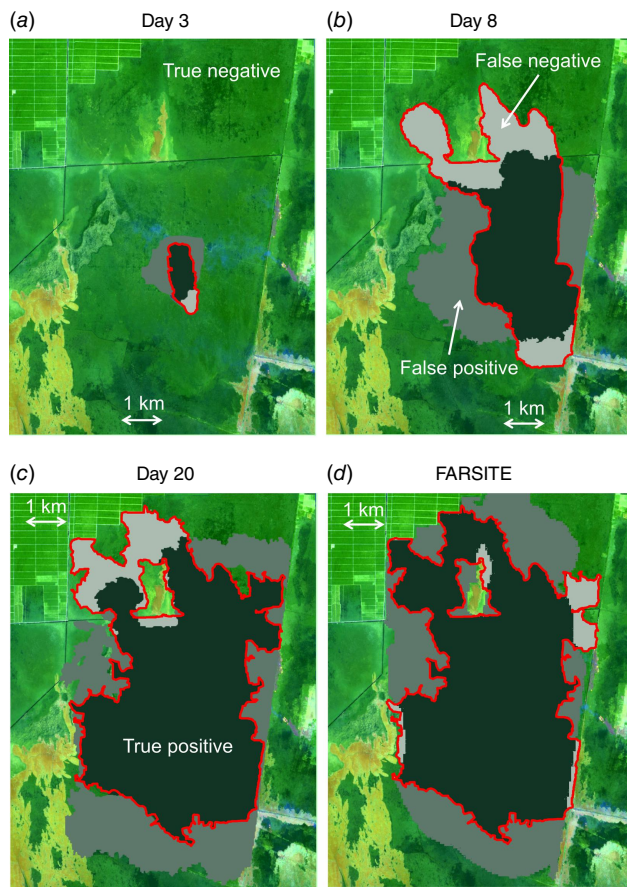 (a) Day 3
True negative
1 km
(b) Day 8
False negative
False positive
1 km
(c) Day 20
1 km
True positive
(d) FARSITE
1 km